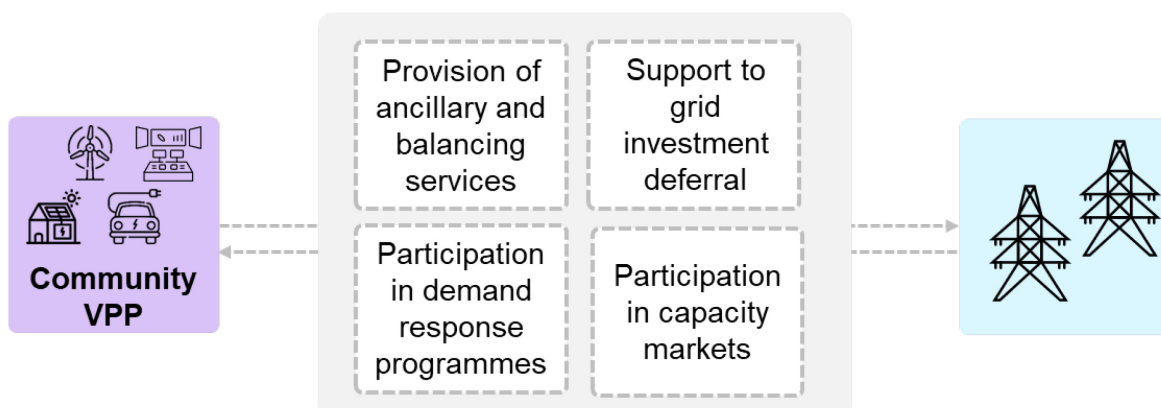 Provision of
ancillary and
balancing
services
Support to
grid
investment
deferral
Participation
in demand
response
programmes
Participation
in capacity
markets
Community
VPP